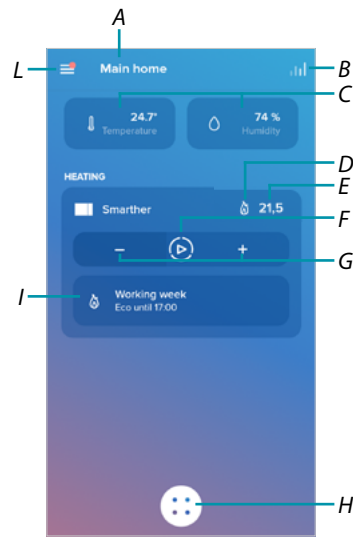 A
L
Main home
B
C
24.7°
Temperature
74 %
Humidity
D
E
HEATING
Smarther
21,5
F
−
+
G
I
Working week
Eco until 17:00
H